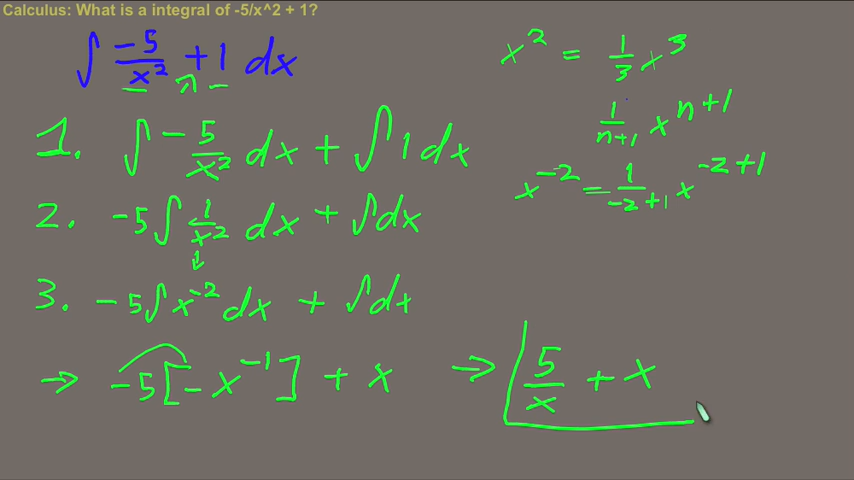 Calculus: What is a integral of -5/x^2 + 1?
∫ -5/x² + 1 dx
x² = 1/3 x³
1/n+1 x^n+1
x^-2 = 1/-2+1 x^-2+1
1. ∫ -5/x² dx + ∫ 1 dx
2. -5 ∫ 1/x² dx + ∫ dx
3. -5 ∫ x^-2 dx + ∫ dx
⇒ -5[-x^-1] + x ⇒ 5/x + x